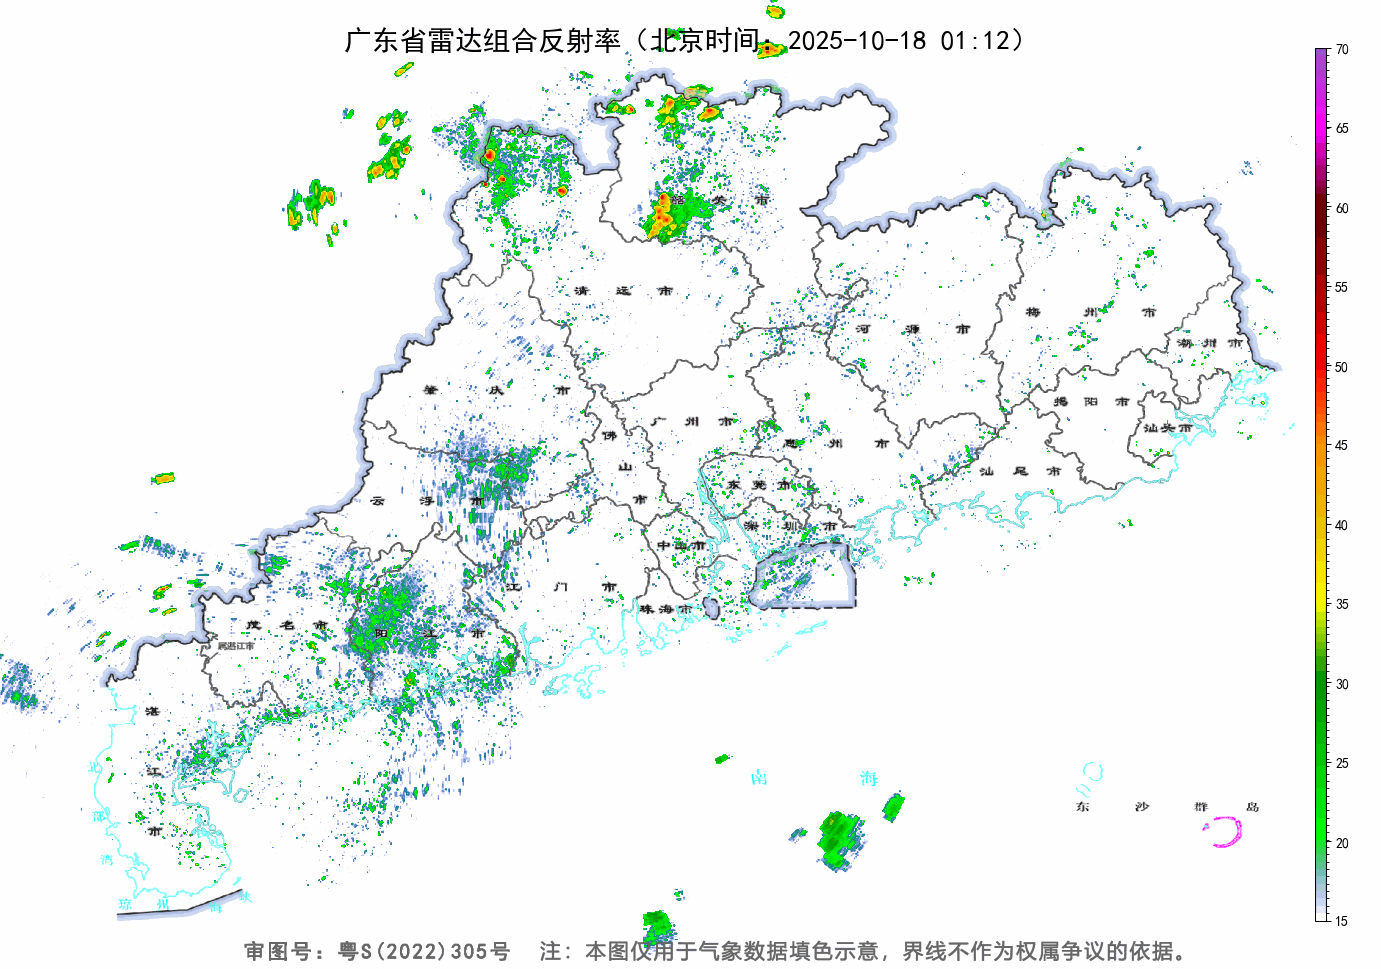 广东省雷达组合反射率（北京时间：2025-10-18 01:12）
70
65
60
55
50
45
40
35
30
25
20
15
韶关市
清远市
河源市
梅州市
潮州市
肇庆市
广州市
惠州市
揭阳市
汕头市
佛山市
东莞市
汕尾市
云浮市
深圳市
中山市
江门市
珠海市
茂名市
阳江市
属湛江市
湛江市
北部湾
琼州海峡
南海
东沙群岛
审图号：粤S(2022)305号 注：本图仅用于气象数据填色示意，界线不作为权属争议的依据。